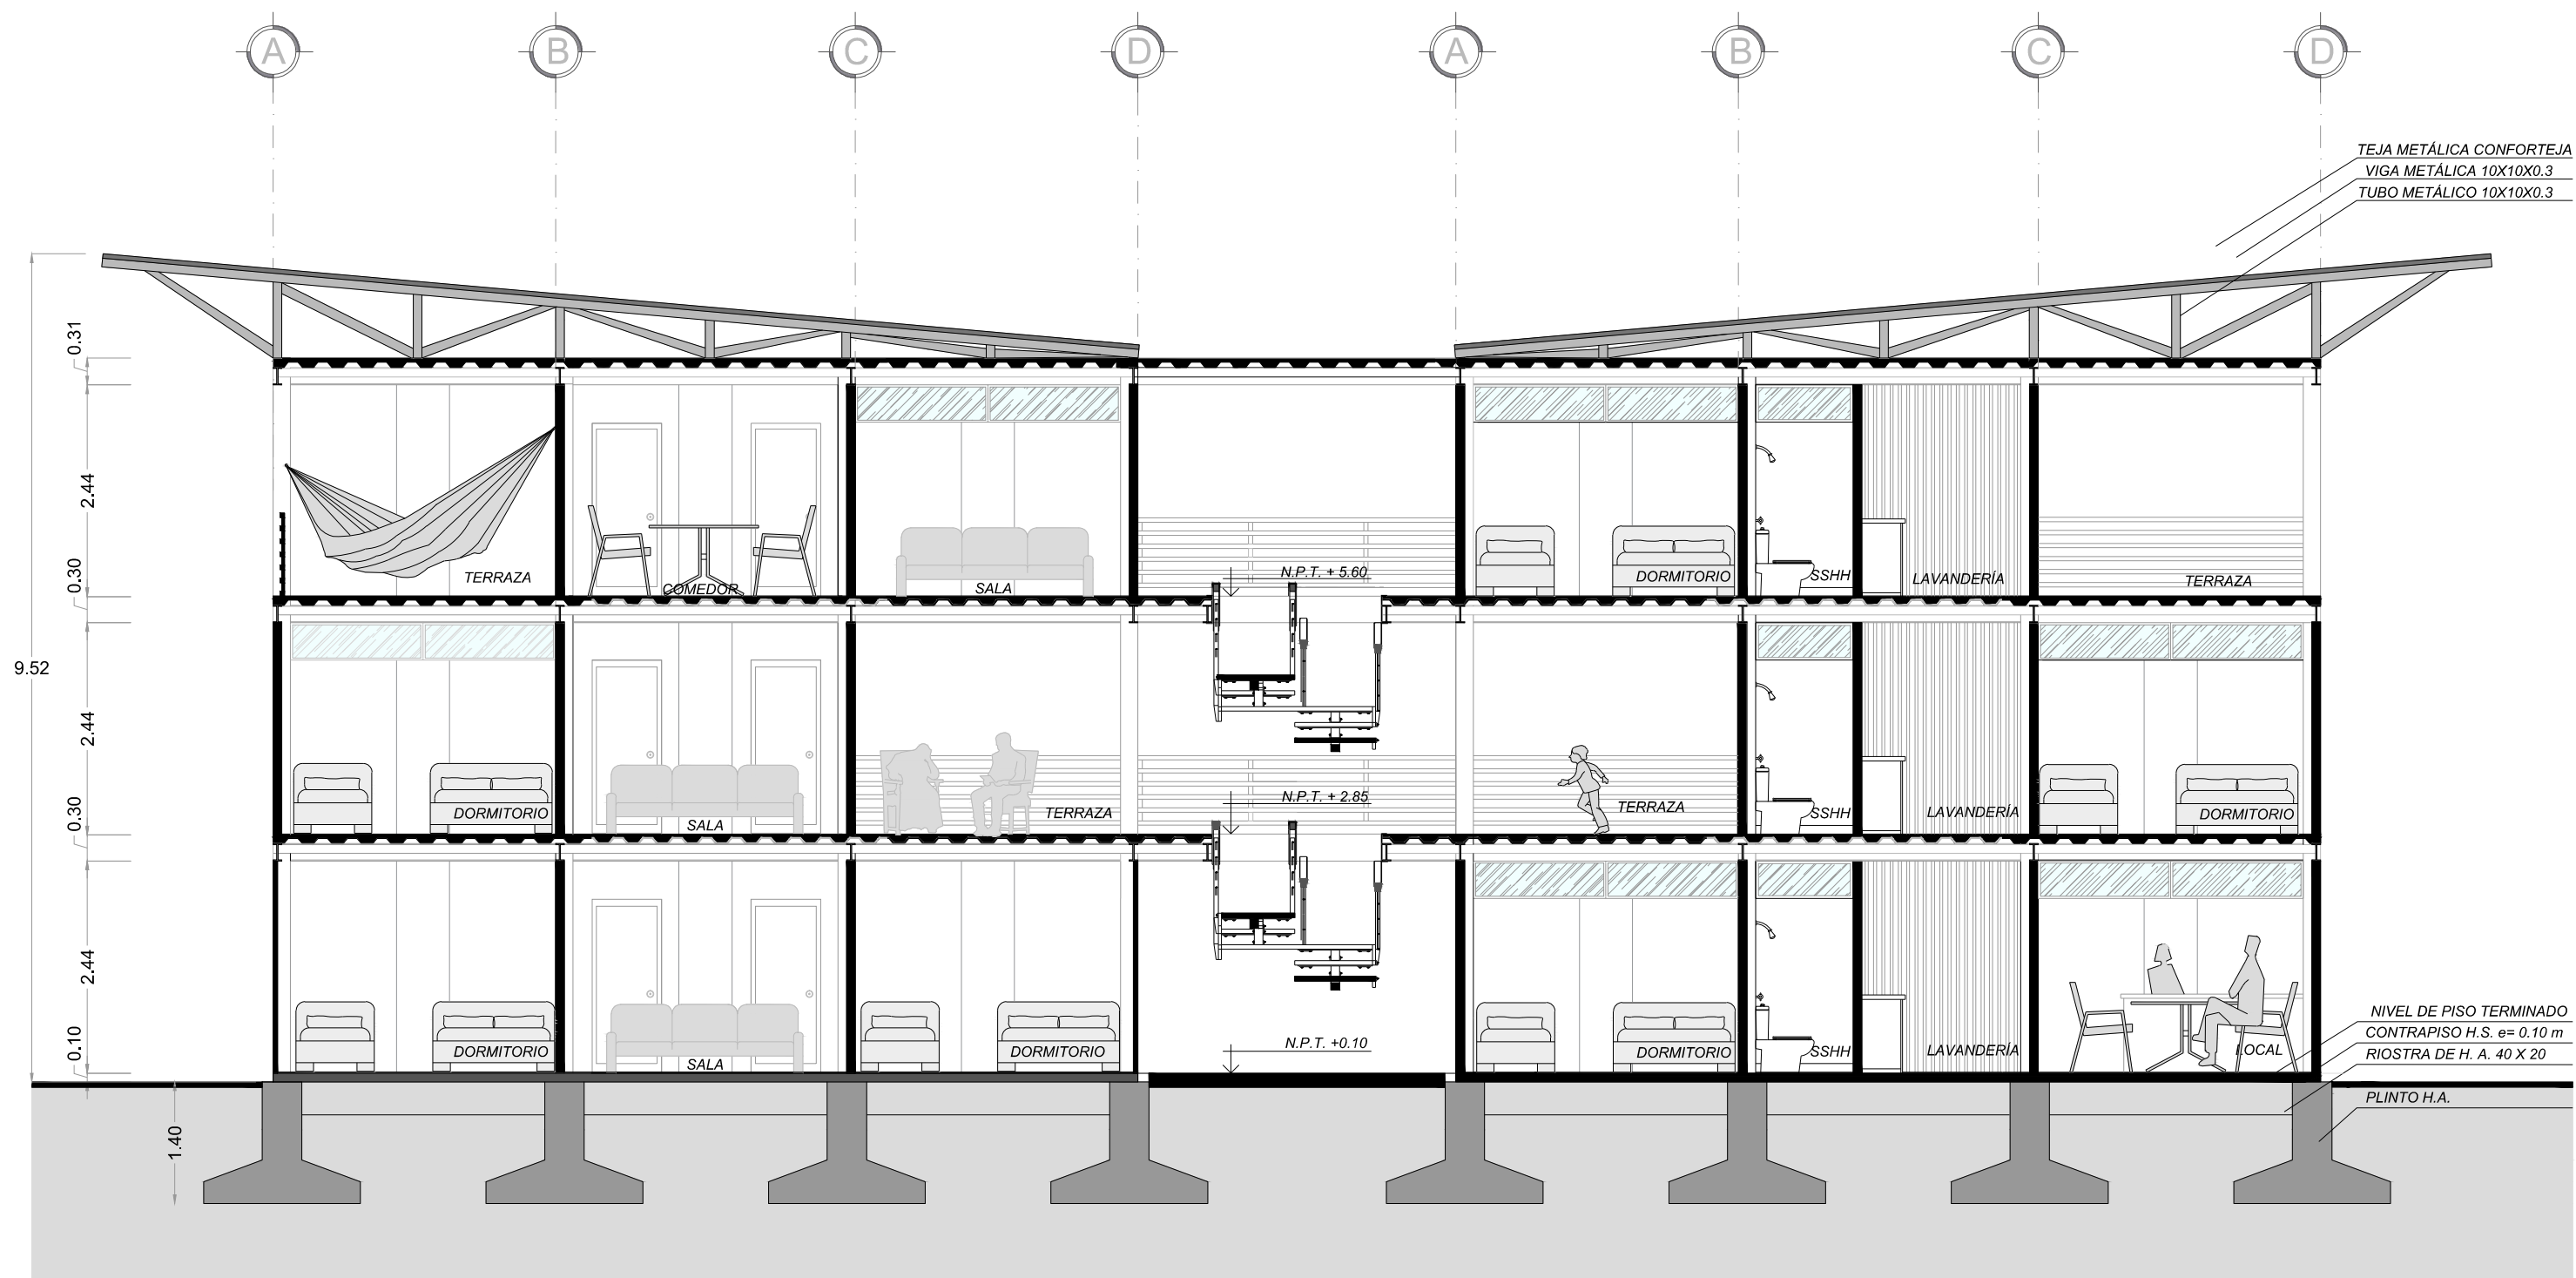 A B C D A B C D
TEJA METÁLICA CONFORTEJA
VIGA METÁLICA 10X10X0.3
TUBO METÁLICO 10X10X0.3
0.31
2.44
N.P.T. + 5.60
TERRAZA COMEDOR SALA DORMITORIO SSHH LAVANDERÍA TERRAZA
0.30
9.52
2.44
N.P.T. + 2.85
DORMITORIO SALA TERRAZA TERRAZA SSHH LAVANDERÍA DORMITORIO
0.30
2.44
N.P.T. +0.10
DORMITORIO SALA DORMITORIO DORMITORIO SSHH LAVANDERÍA LOCAL
0.10
NIVEL DE PISO TERMINADO
CONTRAPISO H.S. e= 0.10 m
RIOSTRA DE H. A. 40 X 20
PLINTO H.A.
1.40